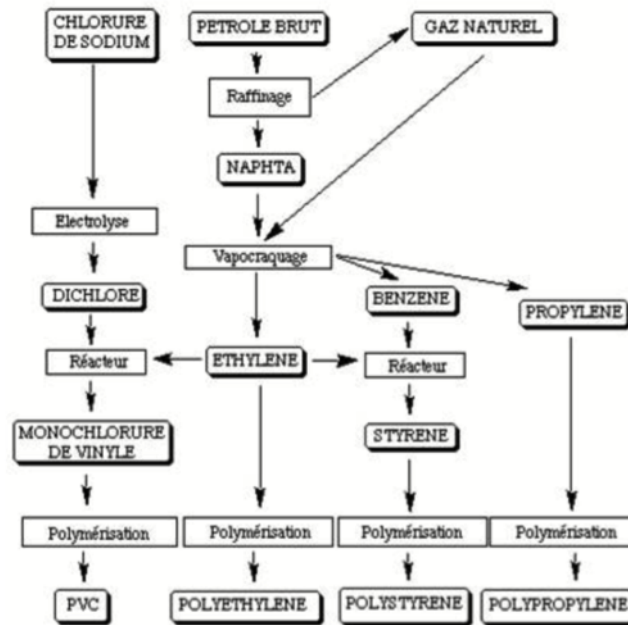 CHLORURE
DE SODIUM
PETROLE BRUT
GAZ NATUREL
Raffinage
NAPHTA
Electrolyse
Vapocraquage
DICHLORE
BENZENE
PROPYLENE
Réacteur
ETHYLENE
Réacteur
MONOCHLORURE
DE VINYLE
STYRENE
Polymérisation
Polymérisation
Polymérisation
Polymérisation
PVC
POLYETHYLENE
POLYSTYRENE
POLYPROPYLENE